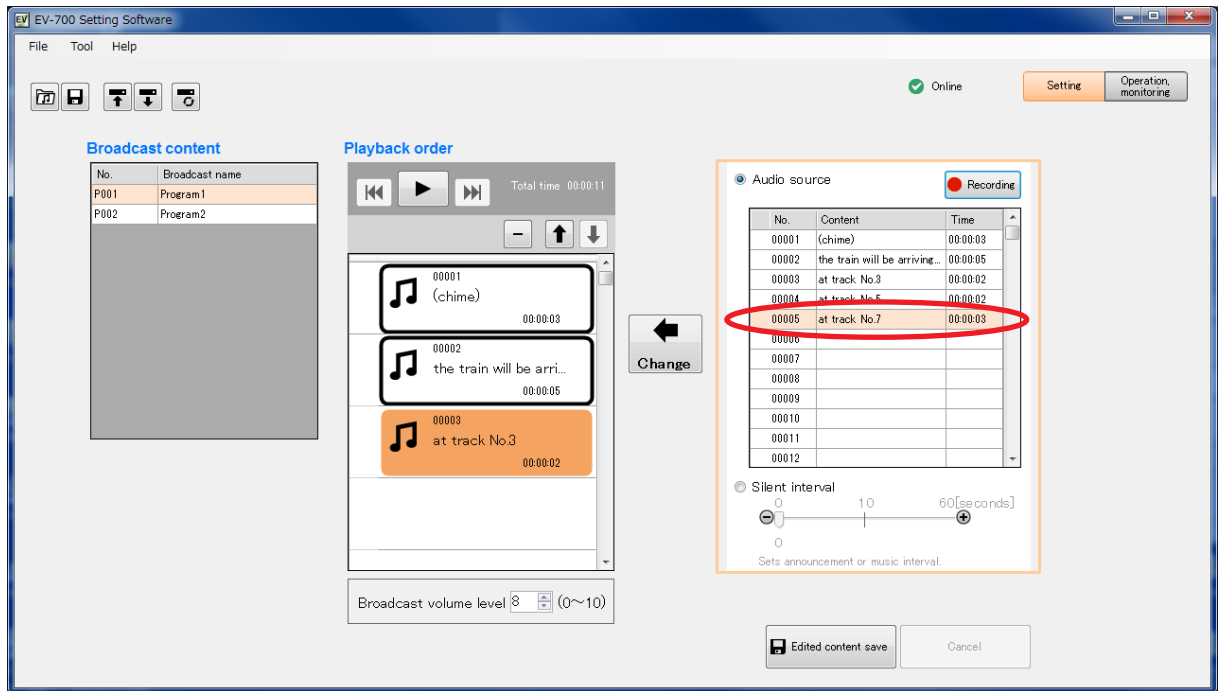 EV EV-700 Setting Software
File Tool Help
Online
Setting
Operation,
monitoring
Broadcast content
No. Broadcast name
P001 Program1
P002 Program2
Playback order
Total time 00:00:11
00001
(chime)
00:00:03
00002
the train will be arri...
00:00:05
00003
at track No.3
00:00:02
Broadcast volume level 8 (0～10)
Change
Audio source
Recording
No. Content Time
00001 (chime) 00:00:03
00002 the train will be arriving... 00:00:05
00003 at track No.3 00:00:02
00004 at track No.5 00:00:02
00005 at track No.7 00:00:03
00006
00007
00008
00009
00010
00011
00012
Silent interval
0 10 60[seconds]
0
Sets announcement or music interval.
Edited content save
Cancel